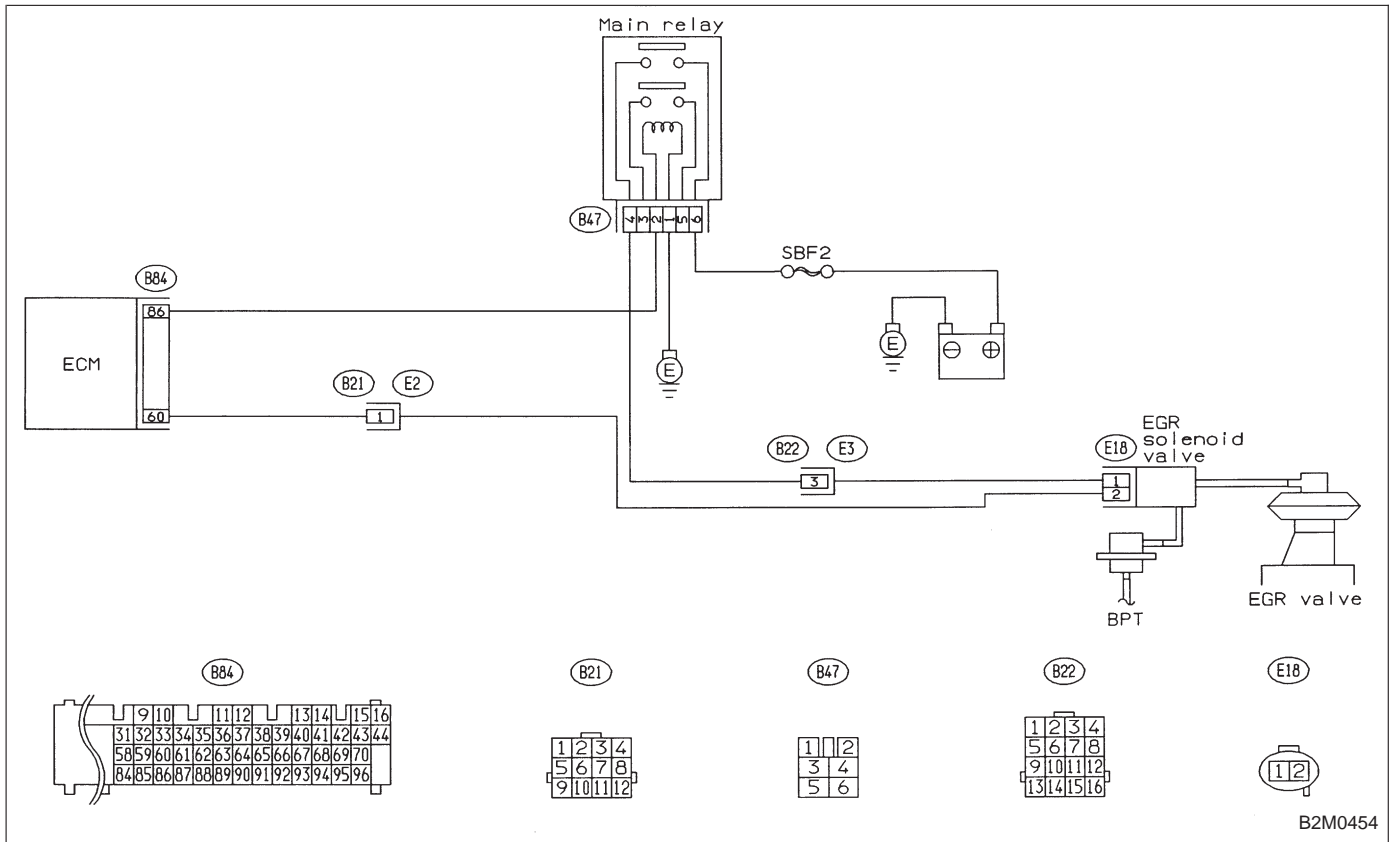 Main relay
B47
4 3 2 1 5 6
SBF2
B84
86
ECM
E
E
⊖ ⊕
B21 E2
60
1
EGR
solenoid
valve
B22 E3
E18
3
1
2
EGR valve
BPT
B84
B21
B47
B22
E18
9 10 11 12 13 14 15 16
31 32 33 34 35 36 37 38 39 40 41 42 43 44
58 59 60 61 62 63 64 65 66 67 68 69 70
84 85 86 87 88 89 90 91 92 93 94 95 96
1 2 3 4
5 6 7 8
9 10 11 12
1 2
3 4
5 6
1 2 3 4
5 6 7 8
9 10 11 12
13 14 15 16
1 2
B2M0454